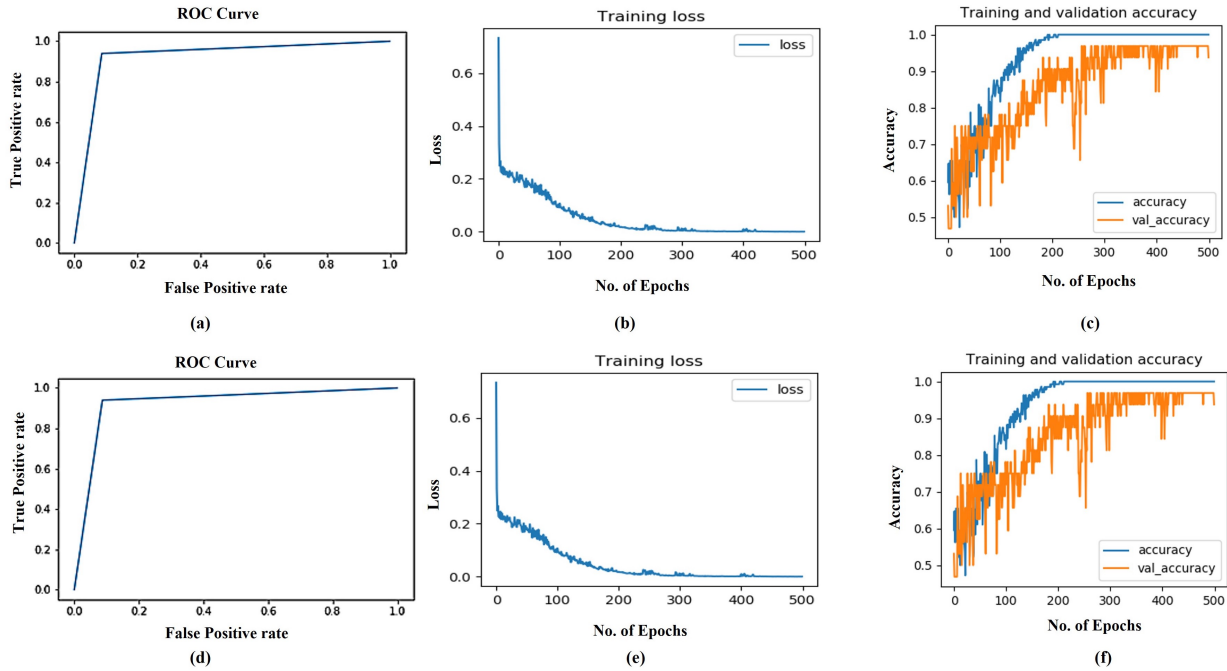 ROC Curve
True Positive rate
1.0
0.8
0.6
0.4
0.2
0.0
0.0 0.2 0.4 0.6 0.8 1.0
False Positive rate
(a)
Training loss
loss
Loss
0.6
0.4
0.2
0.0
0 100 200 300 400 500
No. of Epochs
(b)
Training and validation accuracy
Accuracy
1.0
0.9
0.8
0.7
0.6
0.5
accuracy
val_accuracy
0 100 200 300 400 500
No. of Epochs
(c)
ROC Curve
True Positive rate
1.0
0.8
0.6
0.4
0.2
0.0
0.0 0.2 0.4 0.6 0.8 1.0
False Positive rate
(d)
Training loss
loss
Loss
0.6
0.4
0.2
0.0
0 100 200 300 400 500
No. of Epochs
(e)
Training and validation accuracy
Accuracy
1.0
0.9
0.8
0.7
0.6
0.5
accuracy
val_accuracy
0 100 200 300 400 500
No. of Epochs
(f)